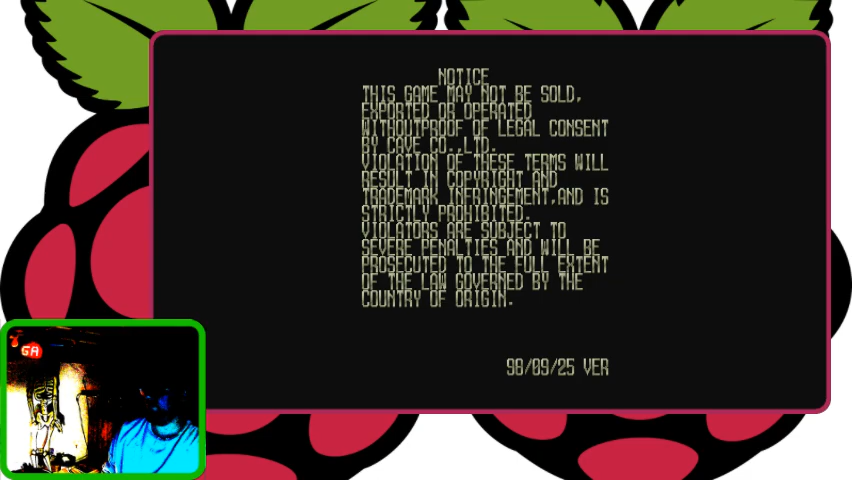 NOTICE
THIS GAME MAY NOT BE SOLD,
EXPORTED OR OPERATED
WITHOUTPROOF OF LEGAL CONSENT
BY CAVE CO.,LTD.
VIOLATION OF THESE TERMS WILL
RESULT IN COPYRIGHT AND
TRADEMARK INFRINGEMENT,AND IS
STRICTLY PROHIBITED.
VIOLATORS ARE SUBJECT TO
SEVERE PENALTIES AND WILL BE
PROSECUTED TO THE FULL EXTENT
OF THE LAW GOVERNED BY THE
COUNTRY OF ORIGIN.
98/09/25 VER
GA